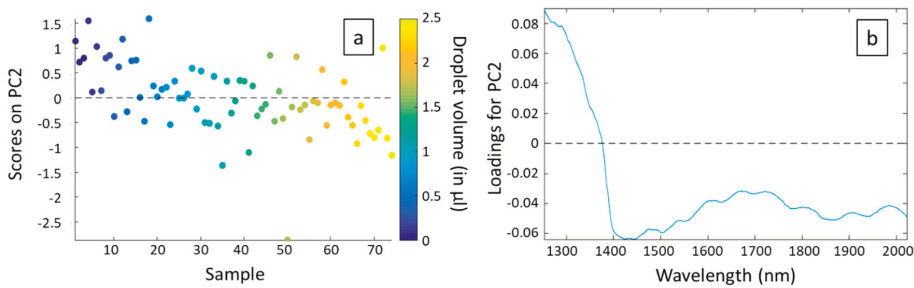 1.5
1
0.5
0
-0.5
-1
-1.5
-2
-2.5
Scores on PC2
10 20 30 40 50 60 70
Sample
a
2.5
2
1.5
1
0.5
0
Droplet volume (in µl)
b
0.08
0.06
0.04
0.02
0
-0.02
-0.04
-0.06
Loadings for PC2
1300 1400 1500 1600 1700 1800 1900 2000
Wavelength (nm)